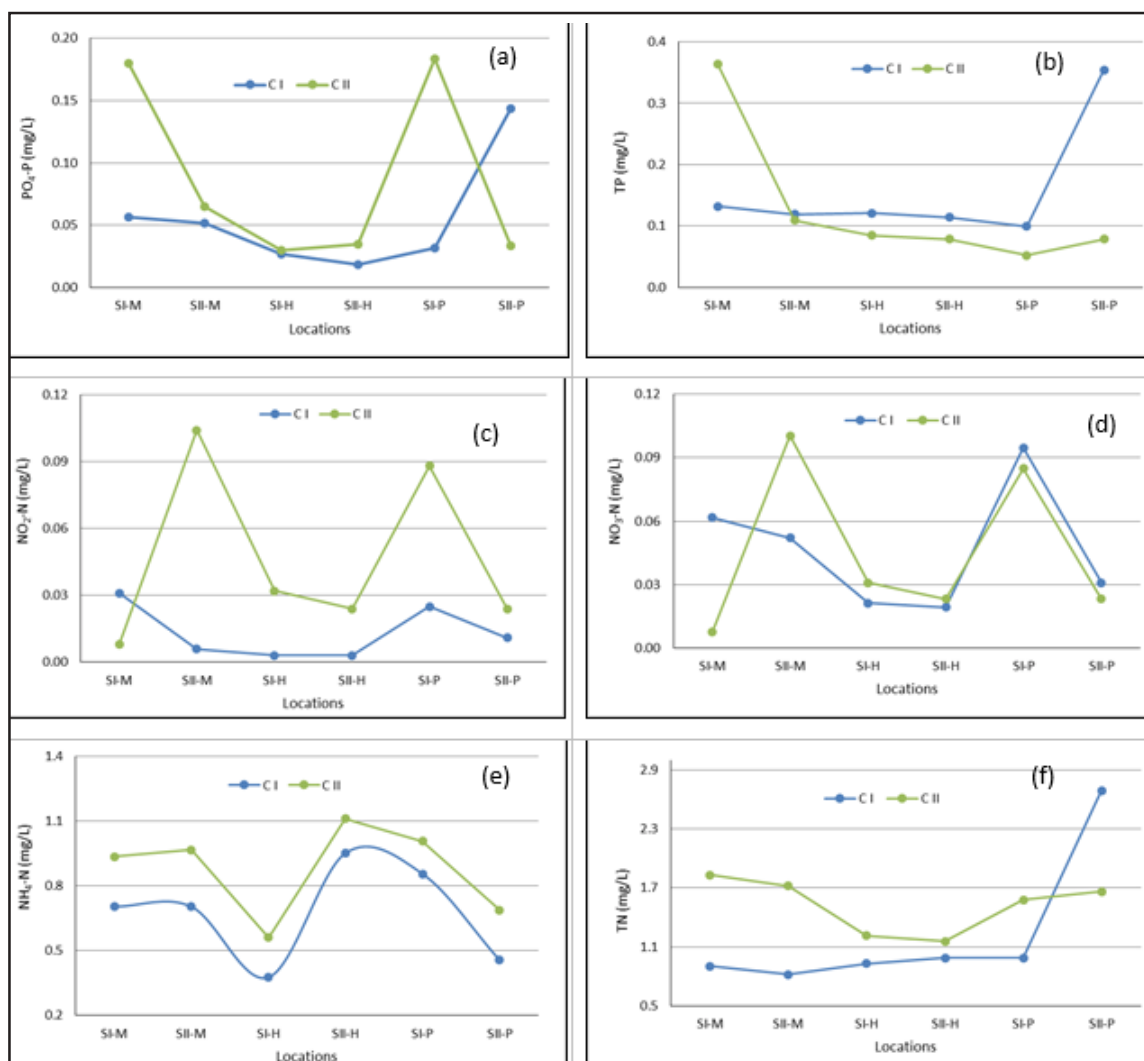 (a)
C I C II
PO₄-P (mg/L)
0.20
0.15
0.10
0.05
0.00
SI-M SII-M SI-H SII-H SI-P SII-P
Locations
(b)
C I C II
TP (mg/L)
0.4
0.3
0.2
0.1
0.0
SI-M SII-M SI-H SII-H SI-P SII-P
Locations
(c)
C I C II
NO₂-N (mg/L)
0.12
0.09
0.06
0.03
0.00
SI-M SII-M SI-H SII-H SI-P SII-P
Locations
(d)
C I C II
NO₃-N (mg/L)
0.12
0.09
0.06
0.03
0.00
SI-M SII-M SI-H SII-H SI-P SII-P
Locations
(e)
C I C II
NH₄-N (mg/L)
1.4
1.1
0.8
0.5
0.2
SI-M SII-M SI-H SII-H SI-P SII-P
Locations
(f)
C I C II
TN (mg/L)
2.9
2.3
1.7
1.1
0.5
SI-M SII-M SI-H SII-H SI-P SII-P
Locations